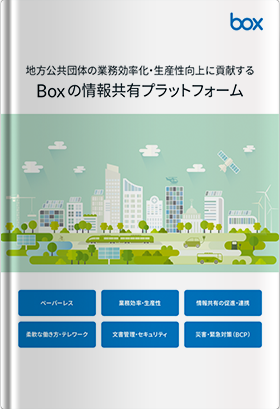 box
地方公共団体の業務効率化・生産性向上に貢献する
Boxの情報共有プラットフォーム
ペーパーレス
業務効率・生産性
情報共有の促進・連携
柔軟な働き方・テレワーク
文書管理・セキュリティ
災害・緊急対策（BCP）